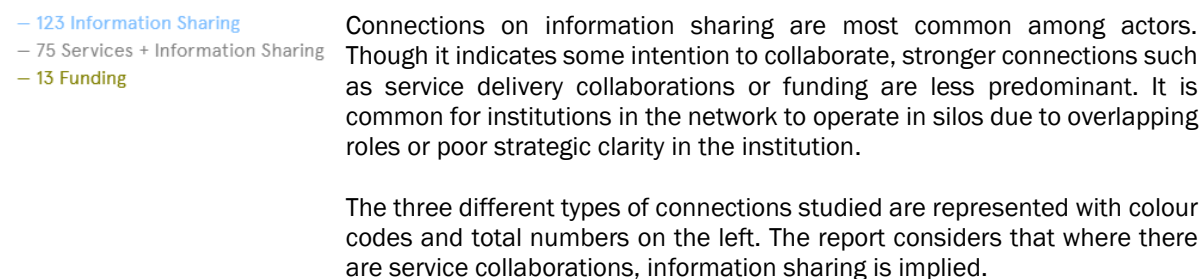 — 123 Information Sharing
— 75 Services + Information Sharing
— 13 Funding
Connections on information sharing are most common among actors.
Though it indicates some intention to collaborate, stronger connections such
as service delivery collaborations or funding are less predominant. It is
common for institutions in the network to operate in silos due to overlapping
roles or poor strategic clarity in the institution.
The three different types of connections studied are represented with colour
codes and total numbers on the left. The report considers that where there
are service collaborations, information sharing is implied.